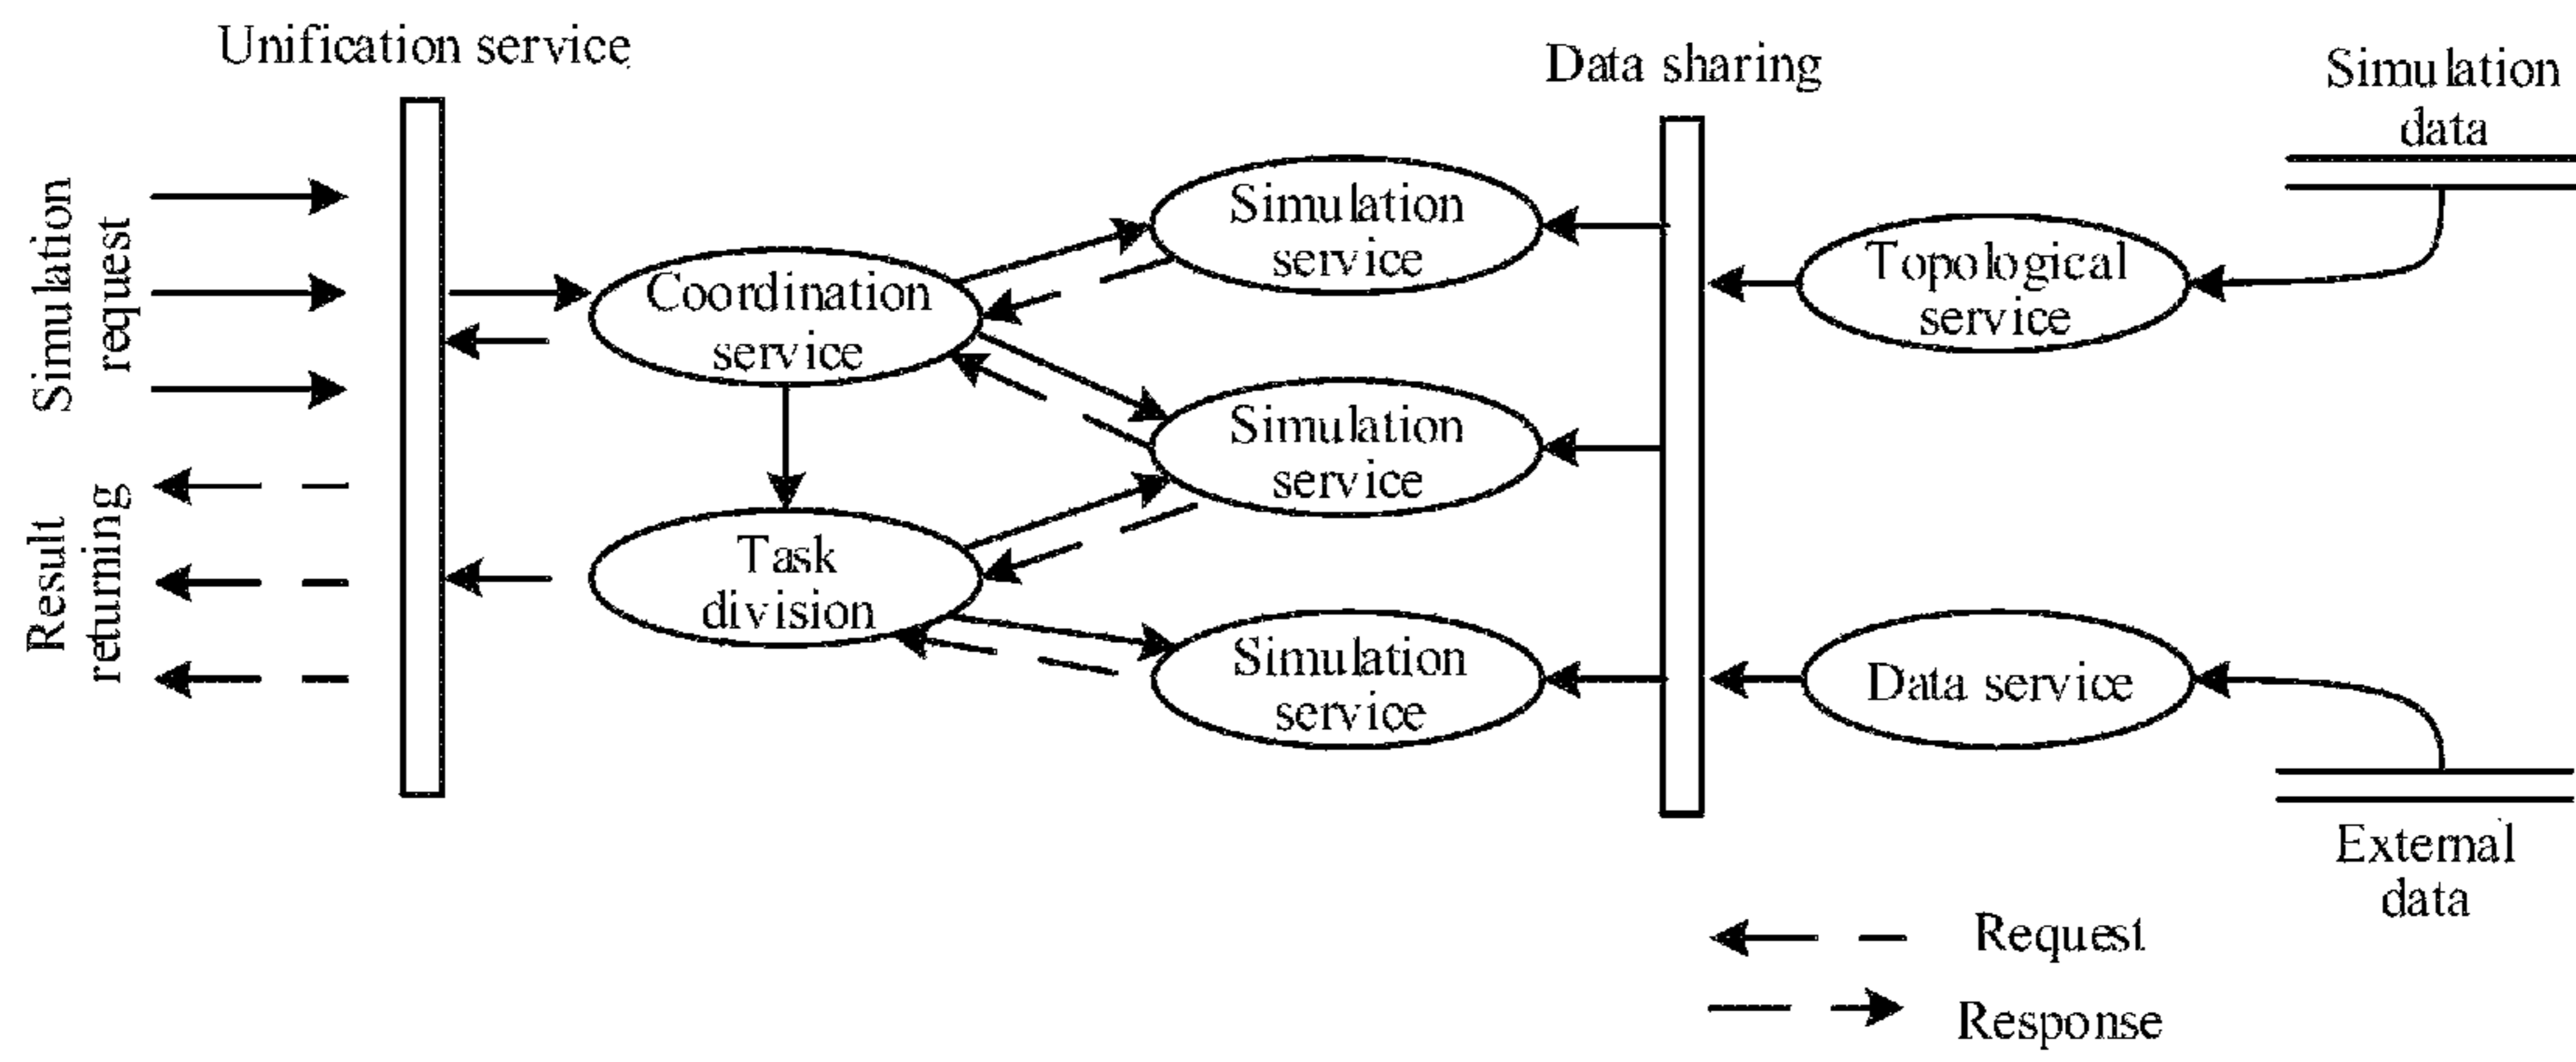 Unification service
Data sharing
Simulation
data
Simulation
request
Result
returning
Coordination
service
Task
division
Simulation
service
Simulation
service
Simulation
service
Topological
service
Data service
External
data
Request
Response